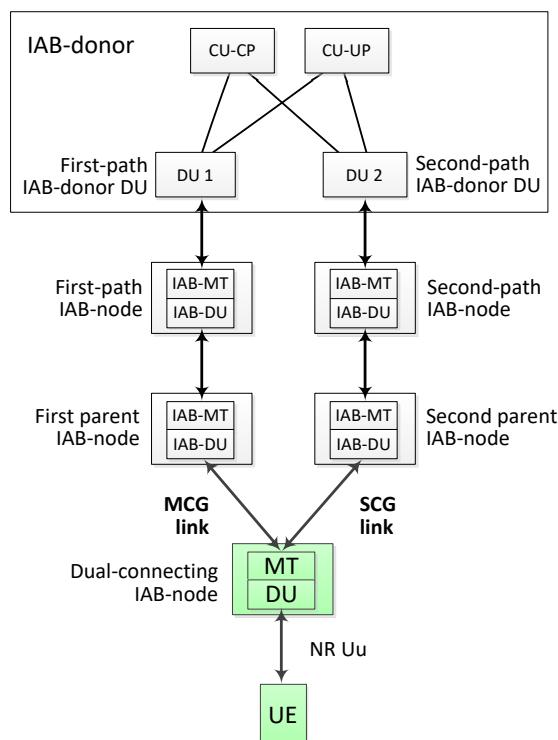 IAB-donor
CU-CP
CU-UP
First-path
IAB-donor DU
DU 1
DU 2
Second-path
IAB-donor DU
First-path
IAB-node
IAB-MT
IAB-DU
IAB-MT
IAB-DU
Second-path
IAB-node
First parent
IAB-node
IAB-MT
IAB-DU
IAB-MT
IAB-DU
Second parent
IAB-node
MCG
link
SCG
link
Dual-connecting
IAB-node
MT
DU
NR Uu
UE